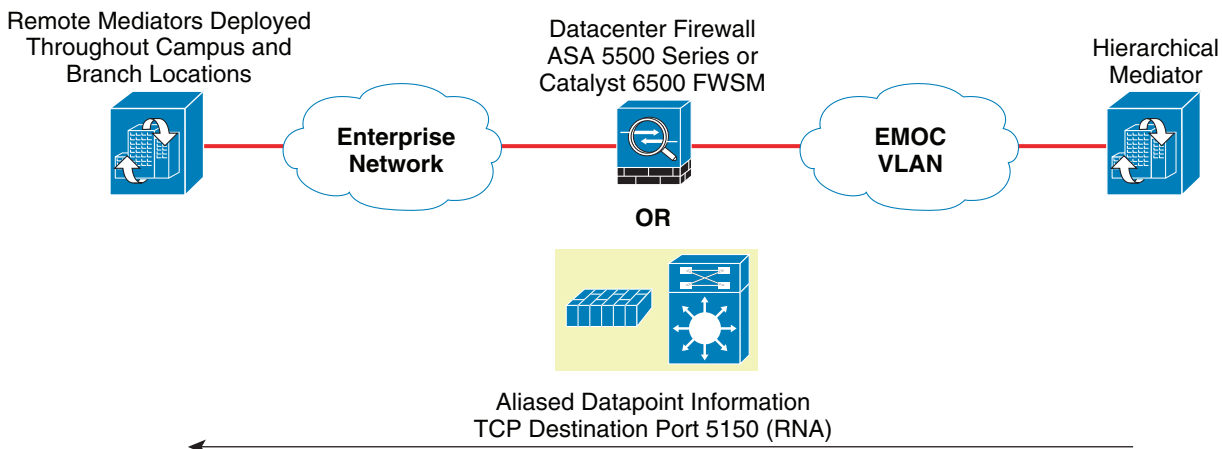 Remote Mediators Deployed
Throughout Campus and
Branch Locations
Datacenter Firewall
ASA 5500 Series or
Catalyst 6500 FWSM
Hierarchical
Mediator
Enterprise
Network
EMOC
VLAN
OR
Aliased Datapoint Information
TCP Destination Port 5150 (RNA)